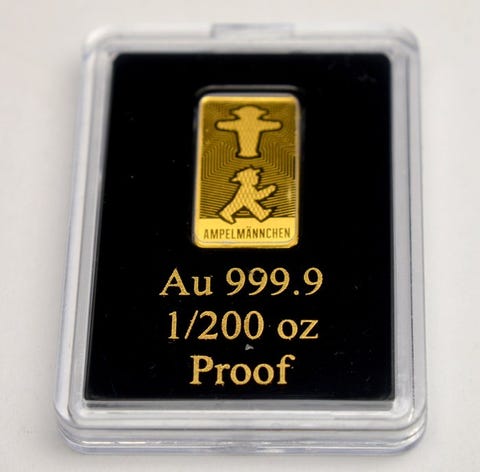 AMPELMÄNNCHEN
Au 999.9
1/200 oz
Proof